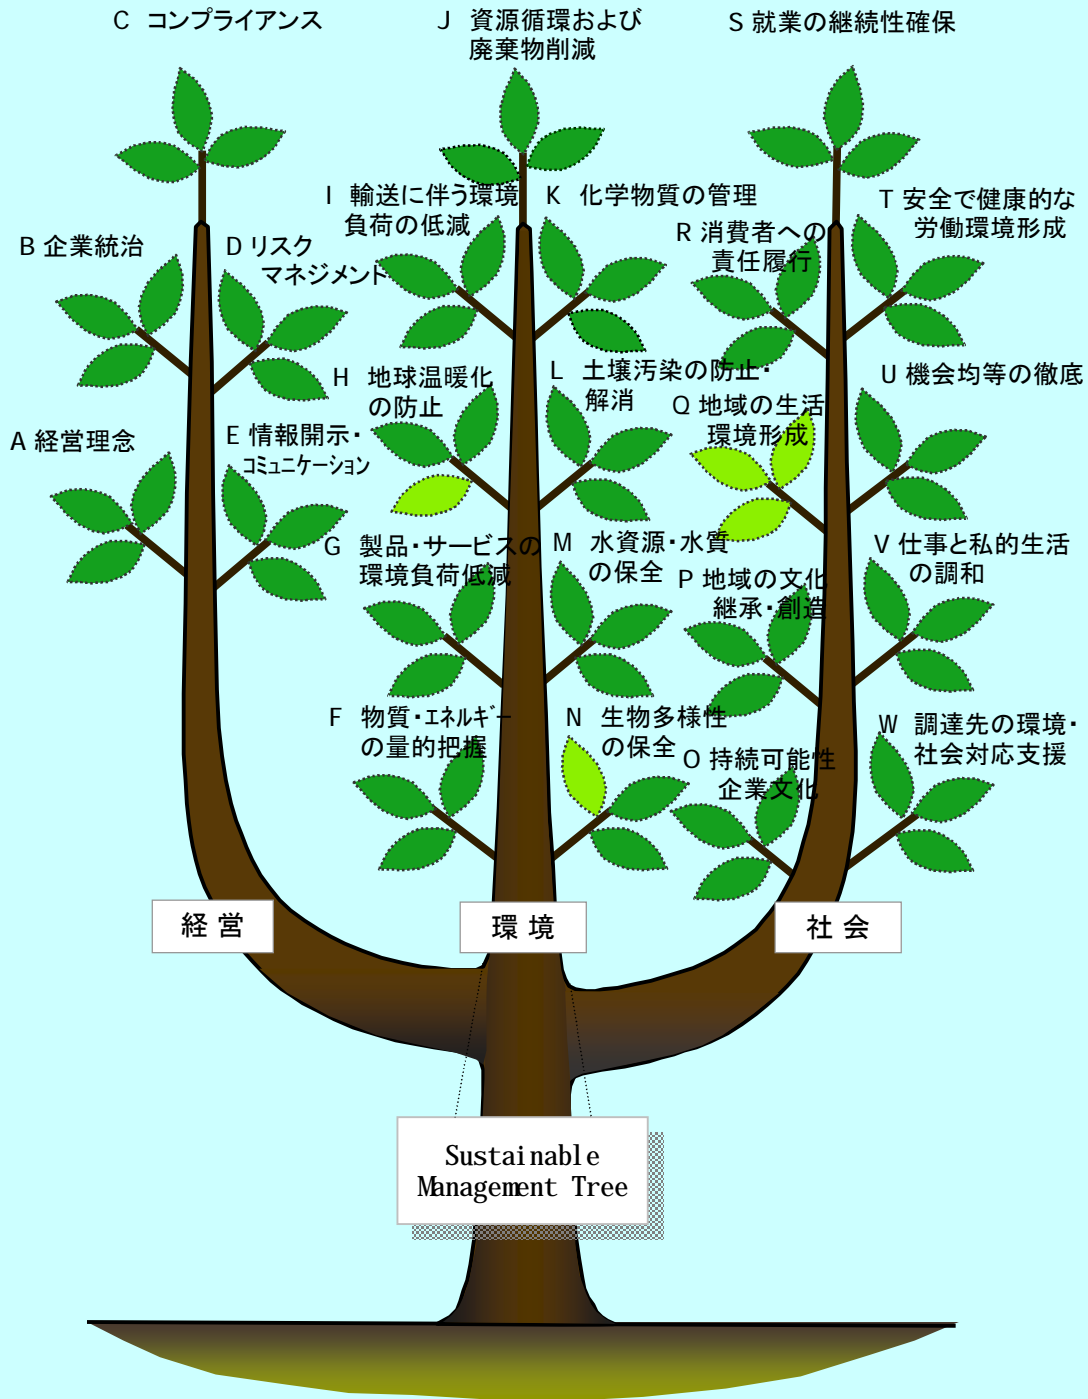 C コンプライアンス
J 資源循環および
廃棄物削減
S 就業の継続性確保
I 輸送に伴う環境
負荷の低減
K 化学物質の管理
T 安全で健康的な
労働環境形成
B 企業統治
D リスク
マネジメント
R 消費者への
責任履行
H 地球温暖化
の防止
L 土壌汚染の防止・
解消
Q 地域の生活
環境形成
U 機会均等の徹底
A 経営理念
E 情報開示・
コミュニケーション
G 製品・サービスの
環境負荷低減
M 水資源・水質
の保全
P 地域の文化
継承・創造
V 仕事と私的生活
の調和
F 物質・エネルギー
の量的把握
N 生物多様性
の保全
O 持続可能性
企業文化
W 調達先の環境・
社会対応支援
経 営
環 境
社 会
Sustainable
Management Tree